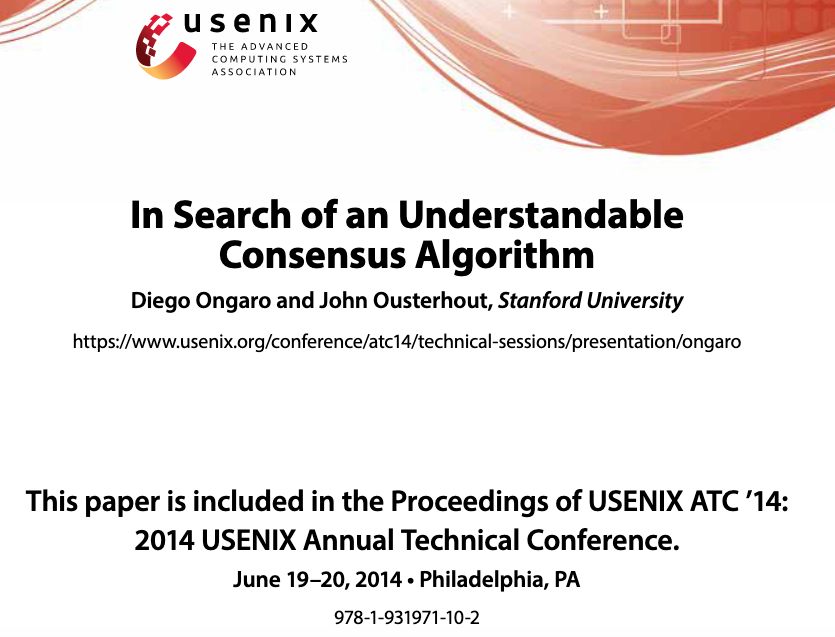 usenix
THE ADVANCED
COMPUTING SYSTEMS
ASSOCIATION
In Search of an Understandable
Consensus Algorithm
Diego Ongaro and John Ousterhout, Stanford University
https://www.usenix.org/conference/atc14/technical-sessions/presentation/ongaro
This paper is included in the Proceedings of USENIX ATC ’14:
2014 USENIX Annual Technical Conference.
June 19–20, 2014 • Philadelphia, PA
978-1-931971-10-2